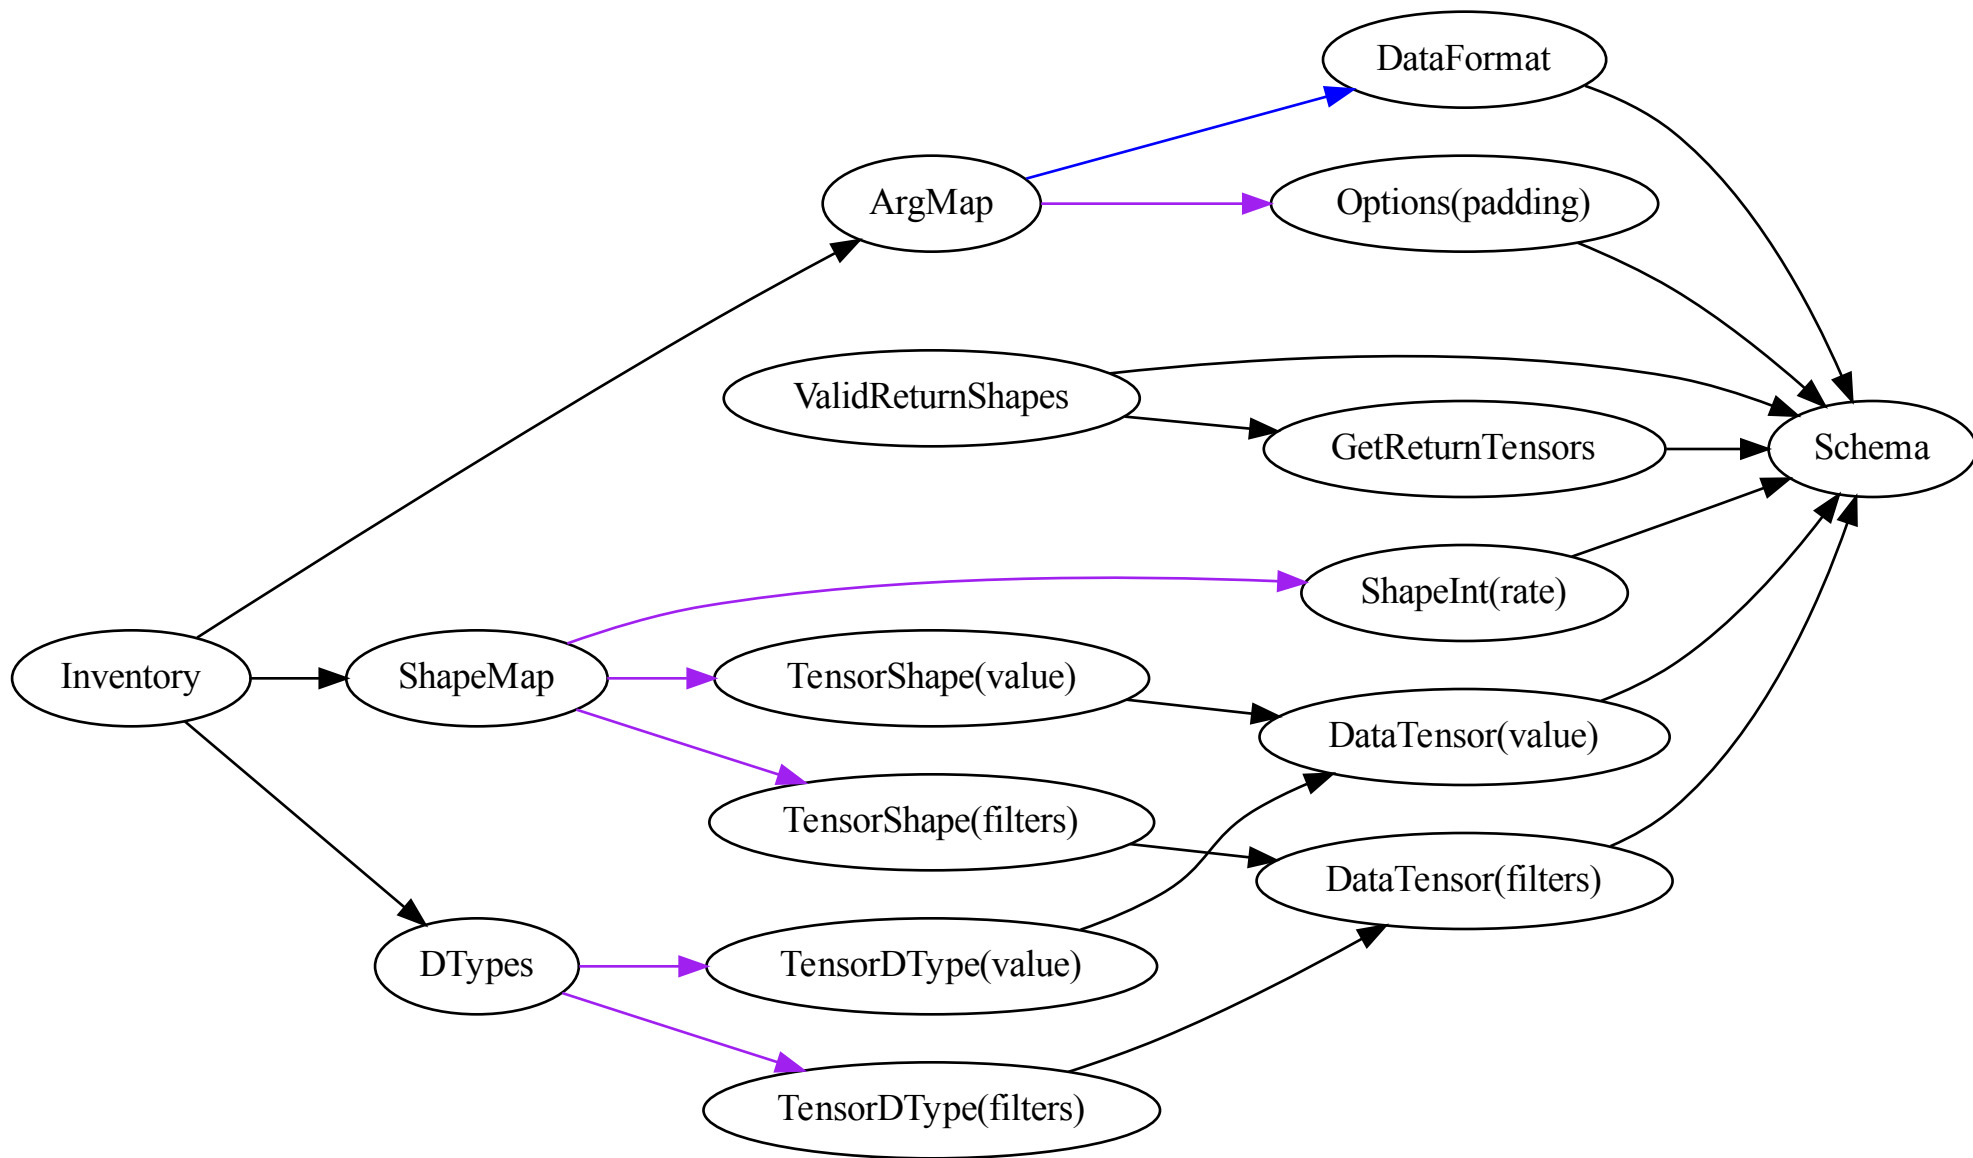 DataFormat
ArgMap
Options(padding)
ValidReturnShapes
GetReturnTensors
Schema
ShapeInt(rate)
Inventory
ShapeMap
TensorShape(value)
DataTensor(value)
TensorShape(filters)
DataTensor(filters)
DTypes
TensorDType(value)
TensorDType(filters)